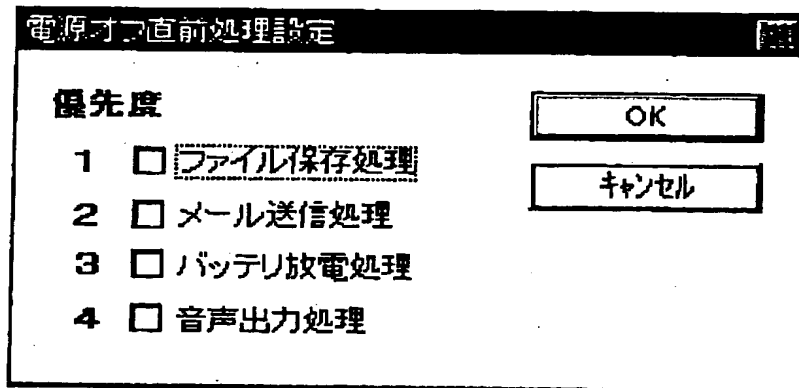 電源オフ直前処理設定
優先度
1 ファイル保存処理
2 メール送信処理
3 バッテリ放電処理
4 音声出力処理
OK
キャンセル